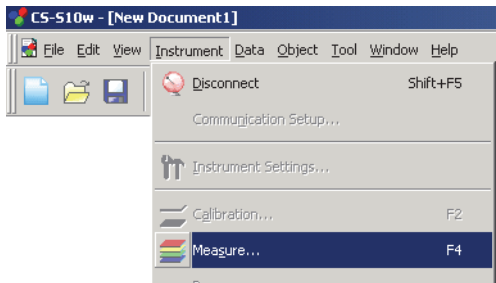 CS-S10w - [New Document1]
File Edit View Instrument Data Object Tool Window Help
Disconnect Shift+F5
Communication Setup...
Instrument Settings...
Calibration... F2
Measure... F4